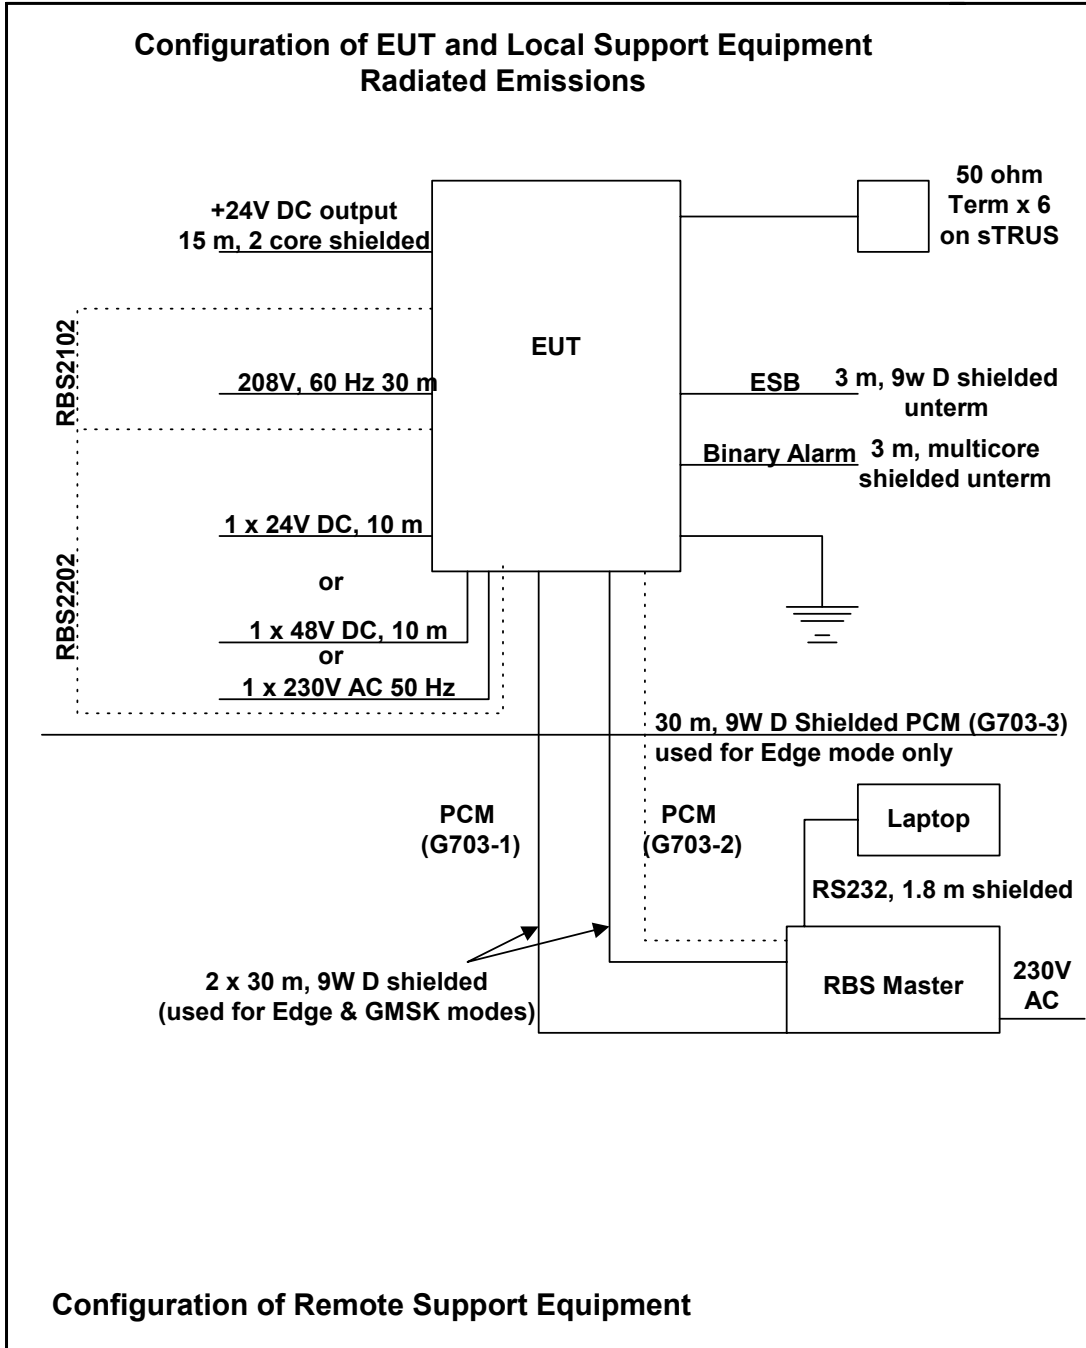 Configuration of EUT and Local Support Equipment
Radiated Emissions
50 ohm
Term x 6
on sTRUS
+24V DC output
15 m, 2 core shielded
RBS2102
EUT
208V, 60 Hz 30 m
ESB
3 m, 9w D shielded
unterm
Binary Alarm
3 m, multicore
shielded unterm
RBS2202
1 x 24V DC, 10 m
or
1 x 48V DC, 10 m
or
1 x 230V AC 50 Hz
30 m, 9W D Shielded PCM (G703-3)
used for Edge mode only
PCM
(G703-1)
PCM
(G703-2)
Laptop
RS232, 1.8 m shielded
2 x 30 m, 9W D shielded
(used for Edge & GMSK modes)
RBS Master
230V
AC
Configuration of Remote Support Equipment